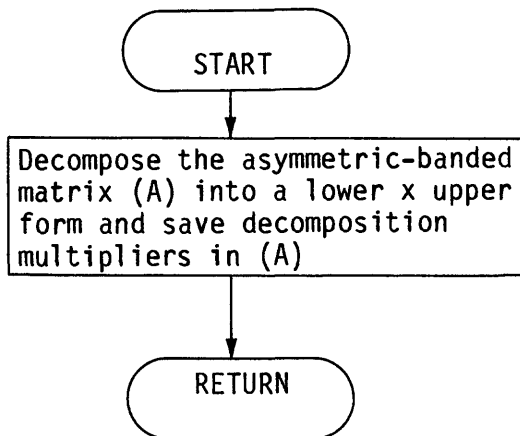 START
Decompose the asymmetric-banded
matrix (A) into a lower x upper
form and save decomposition
multipliers in (A)
RETURN